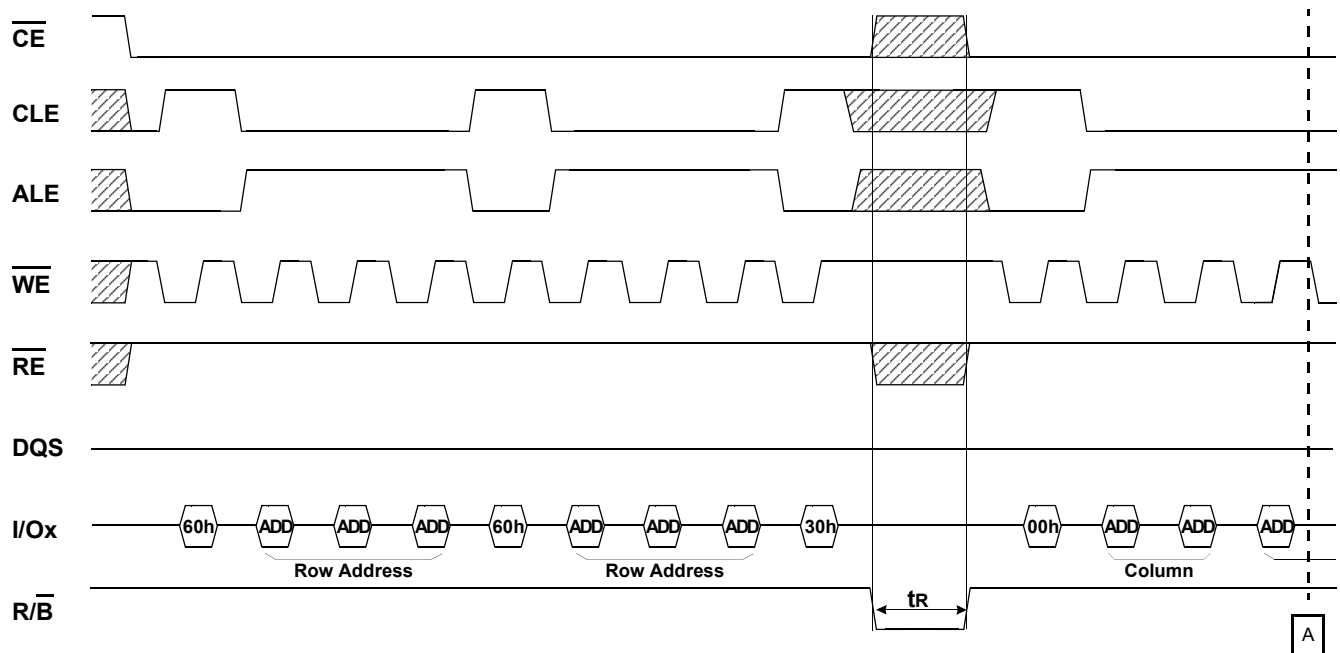 CE
CLE
ALE
WE
RE
DQS
I/Ox 60h ADD ADD ADD 60h ADD ADD ADD 30h 00h ADD ADD ADD
Row Address Row Address Column
R/B tR
A